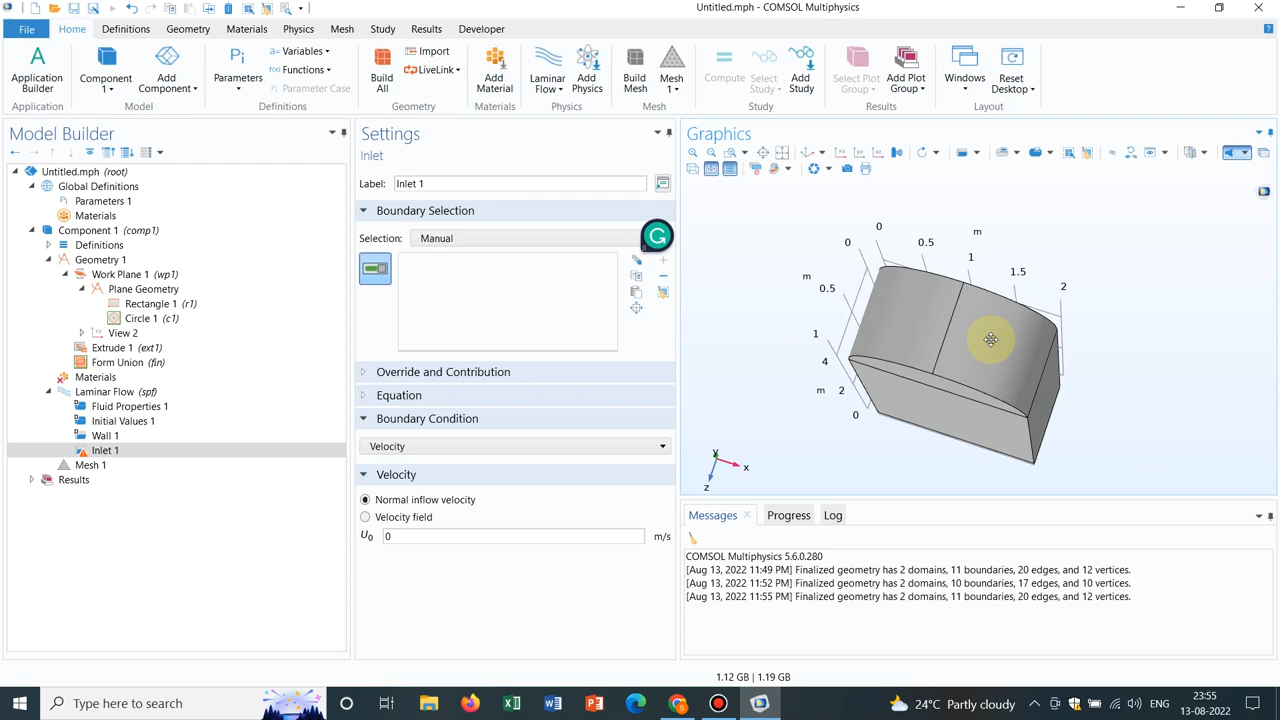 Untitled.mph - COMSOL Multiphysics
File Home Definitions Geometry Materials Physics Mesh Study Results Developer
Application Builder
Application
Component 1
Add Component
Model
Parameters
a= Variables
f(x) Functions
Pi Parameter Case
Definitions
Build All
Import
LiveLink
Geometry
Add Material
Materials
Laminar Flow
Add Physics
Physics
Build Mesh
Mesh 1
Mesh
Compute
Select Study
Add Study
Study
Select Plot Group
Add Plot Group
Results
Windows
Reset Desktop
Layout
Model Builder
Untitled.mph (root)
Global Definitions
Parameters 1
Materials
Component 1 (comp1)
Definitions
Geometry 1
Work Plane 1 (wp1)
Plane Geometry
Rectangle 1 (r1)
Circle 1 (c1)
View 2
Extrude 1 (ext1)
Form Union (fin)
Materials
Laminar Flow (spf)
Fluid Properties 1
Initial Values 1
Wall 1
Inlet 1
Mesh 1
Results
Settings
Inlet
Label: Inlet 1
Boundary Selection
Selection: Manual
Override and Contribution
Equation
Boundary Condition
Velocity
Velocity
Normal inflow velocity
Velocity field
U0 0 m/s
Graphics
0 m
0 0.5
m 1
0.5 1.5
2
1
4
m 2
0
y x
z
Messages Progress Log
COMSOL Multiphysics 5.6.0.280
[Aug 13, 2022 11:49 PM] Finalized geometry has 2 domains, 11 boundaries, 20 edges, and 12 vertices.
[Aug 13, 2022 11:52 PM] Finalized geometry has 2 domains, 10 boundaries, 17 edges, and 10 vertices.
[Aug 13, 2022 11:55 PM] Finalized geometry has 2 domains, 11 boundaries, 20 edges, and 12 vertices.
1.12 GB | 1.19 GB
Type here to search
24°C Partly cloudy
ENG
23:55
13-08-2022